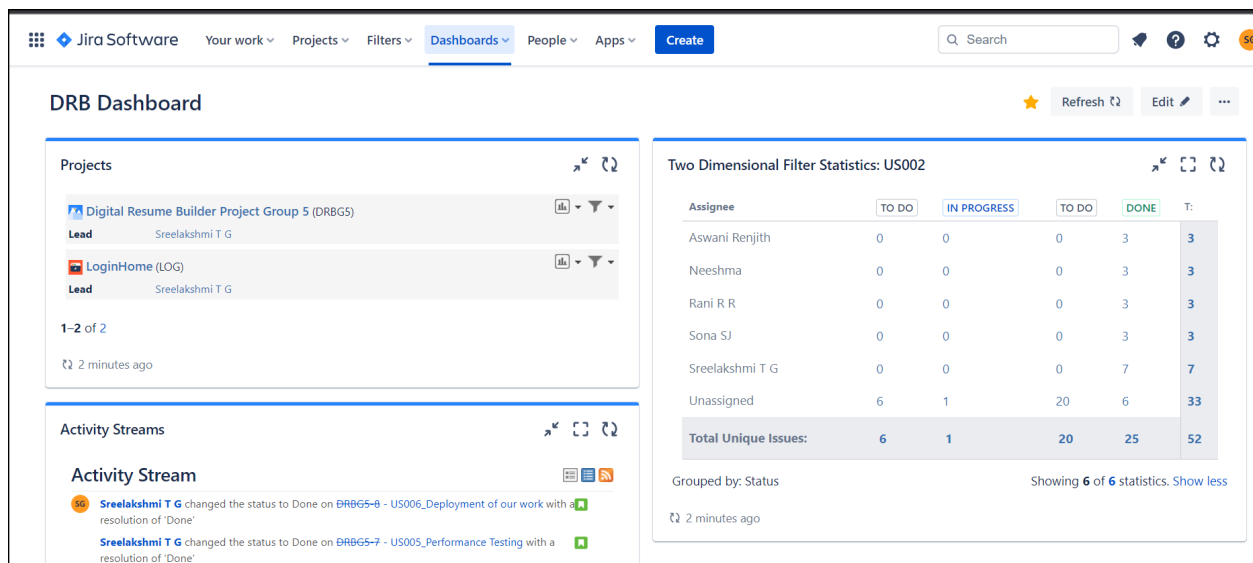 Jira Software Your work Projects Filters Dashboards People Apps Create Search SG
DRB Dashboard
Refresh Edit
Projects
Digital Resume Builder Project Group 5 (DRBG5)
Lead Sreelakshmi T G
LoginHome (LOG)
Lead Sreelakshmi T G
1–2 of 2
2 minutes ago
Activity Streams
Activity Stream
SG Sreelakshmi T G changed the status to Done on DRBG5-8 - US006_Deployment of our work with a
resolution of 'Done'
Sreelakshmi T G changed the status to Done on DRBG5-7 - US005_Performance Testing with a
resolution of 'Done'
Two Dimensional Filter Statistics: US002
Assignee TO DO IN PROGRESS TO DO DONE T:
Aswani Renjith 0 0 0 3 3
Neeshma 0 0 0 3 3
Rani R R 0 0 0 3 3
Sona SJ 0 0 0 3 3
Sreelakshmi T G 0 0 0 7 7
Unassigned 6 1 20 6 33
Total Unique Issues: 6 1 20 25 52
Grouped by: Status Showing 6 of 6 statistics. Show less
2 minutes ago